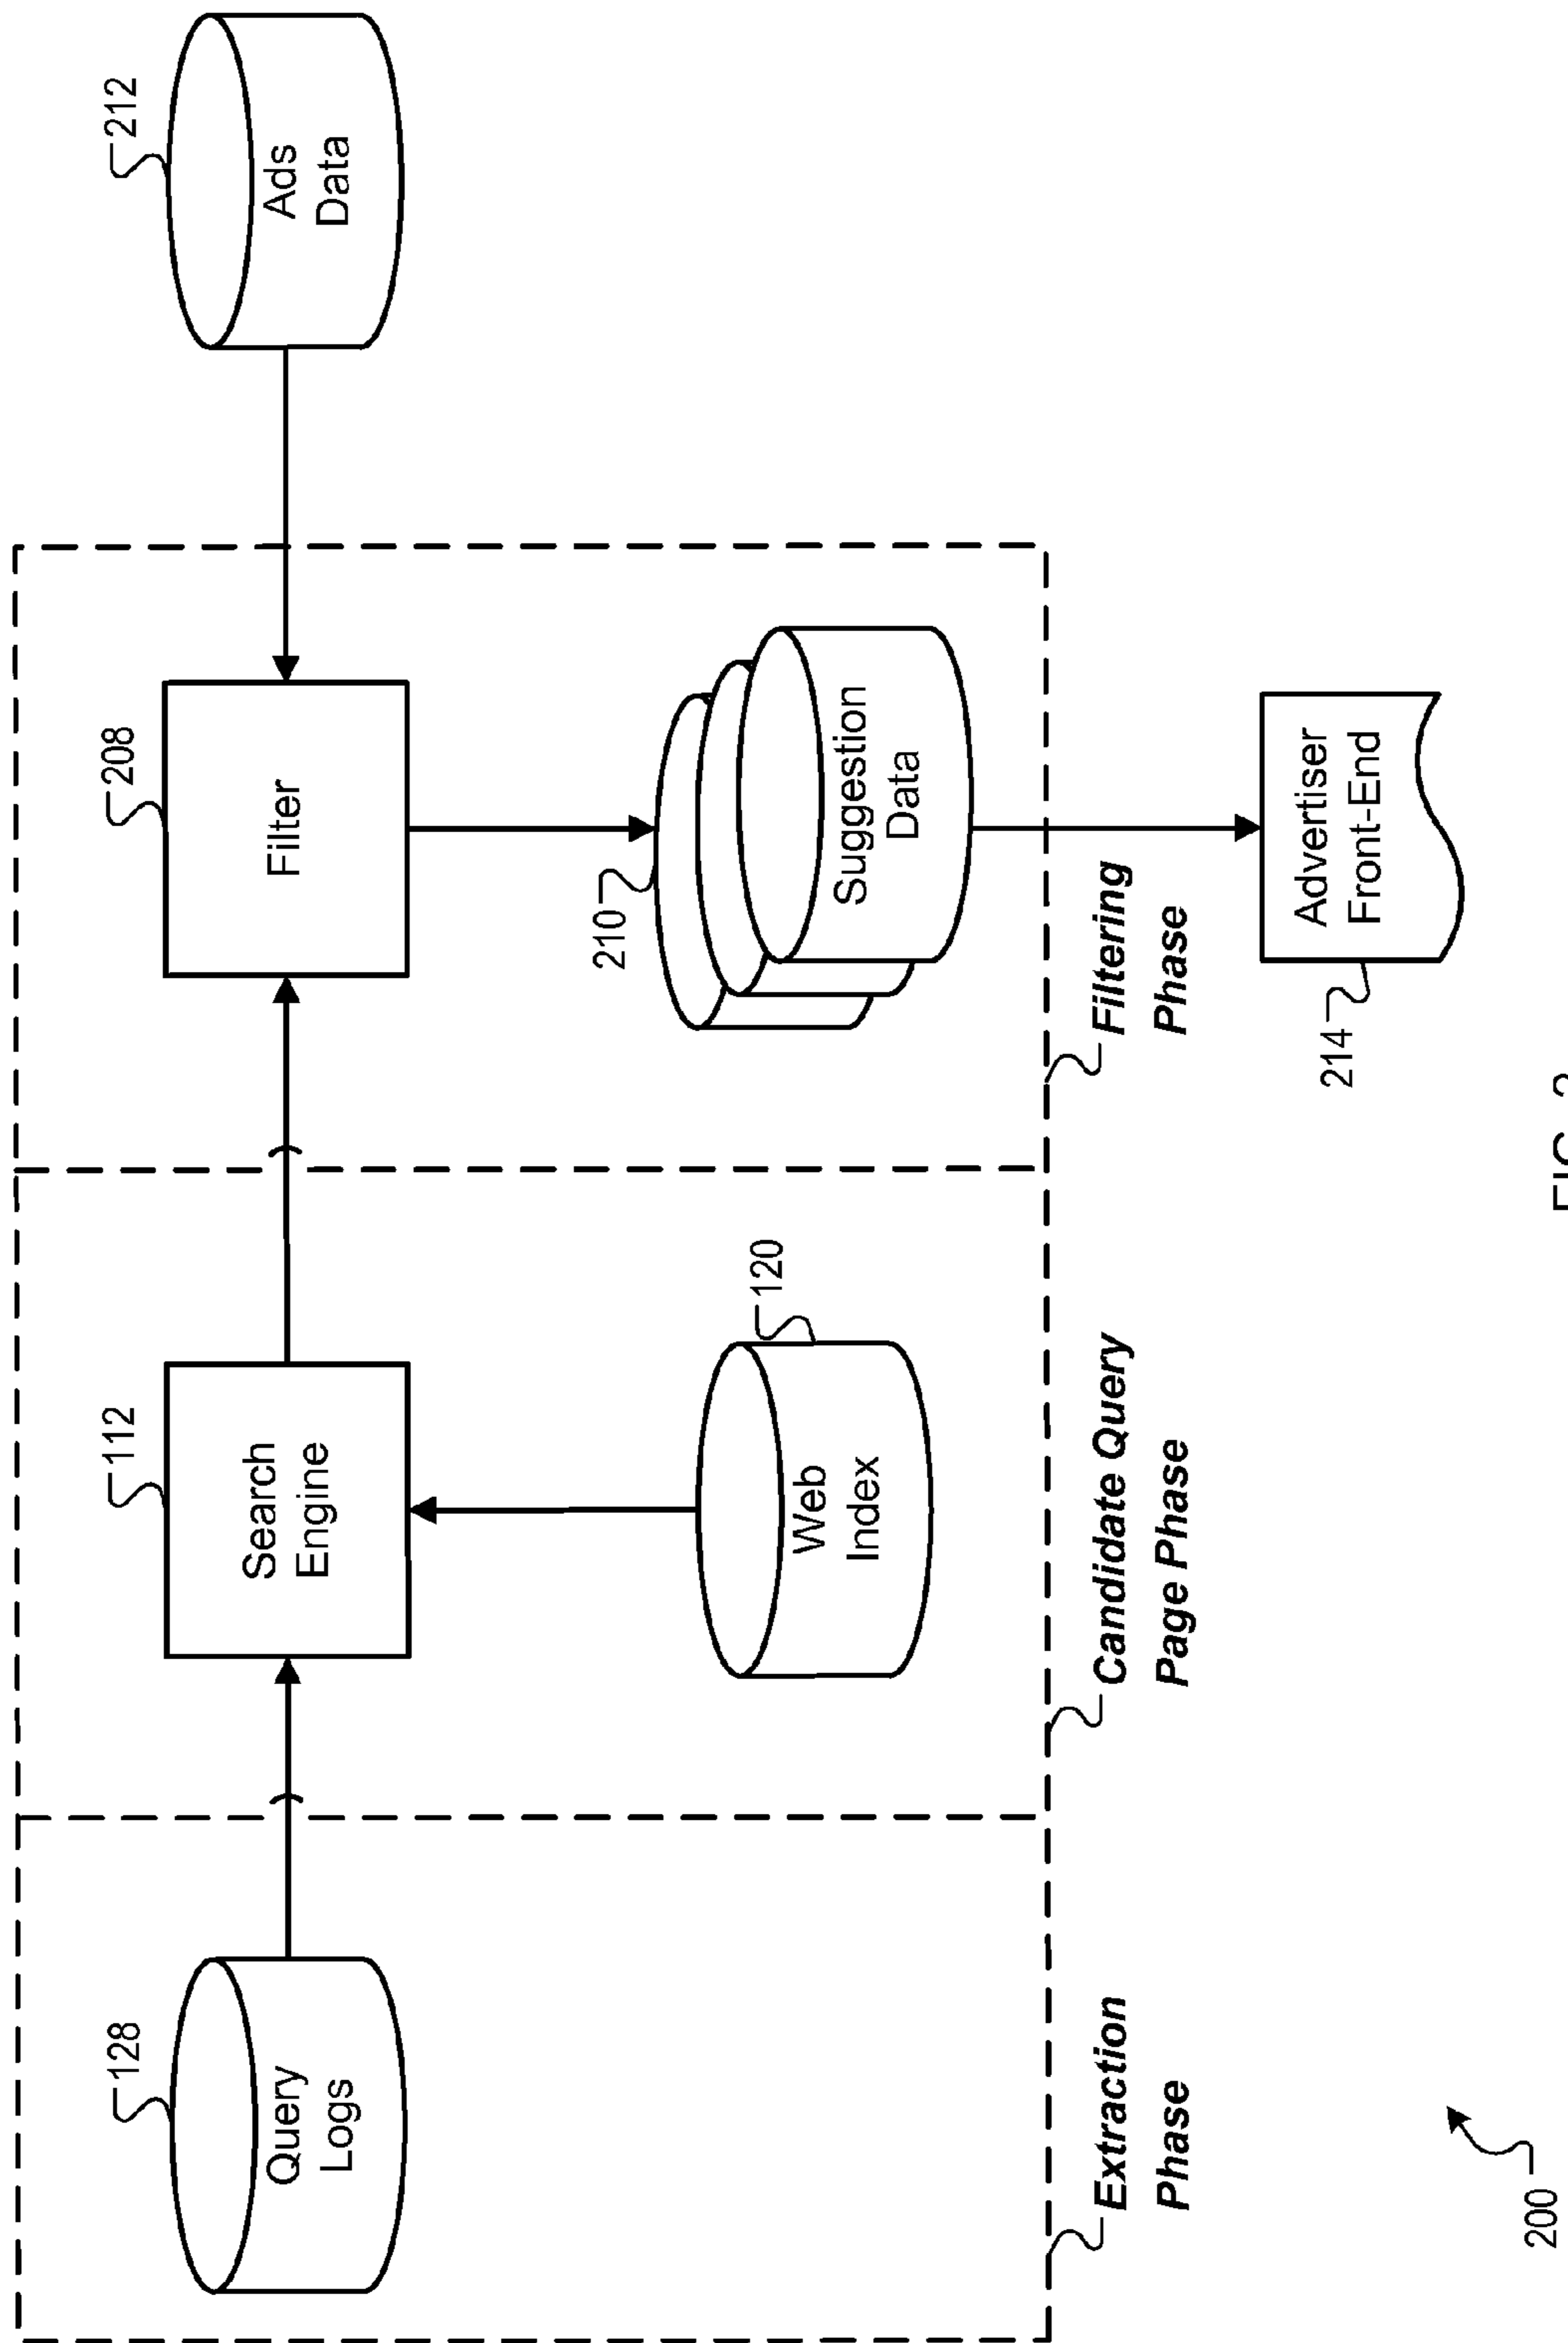 128
Query
Logs
112
Search
Engine
208
Filter
212
Ads
Data
120
Web
Index
210
Suggestion
Data
Extraction
Phase
Candidate Query
Page Phase
Filtering
Phase
214
Advertiser
Front-End
200
FIG